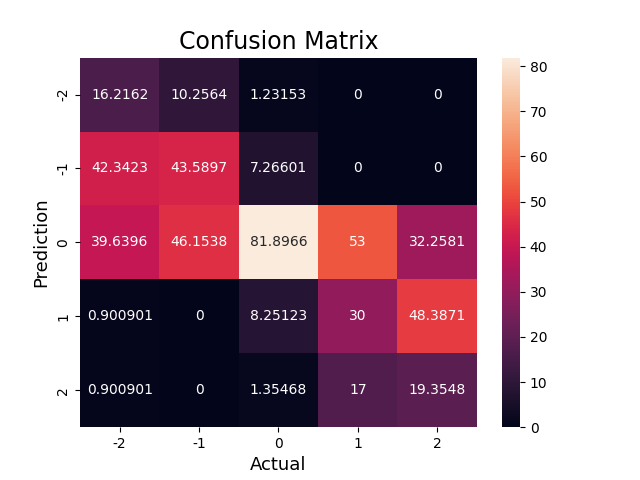 Confusion Matrix
Prediction
-2 16.2162 10.2564 1.23153 0 0
-1 42.3423 43.5897 7.26601 0 0
0 39.6396 46.1538 81.8966 53 32.2581
1 0.900901 0 8.25123 30 48.3871
2 0.900901 0 1.35468 17 19.3548
-2 -1 0 1 2
Actual
80
70
60
50
40
30
20
10
0